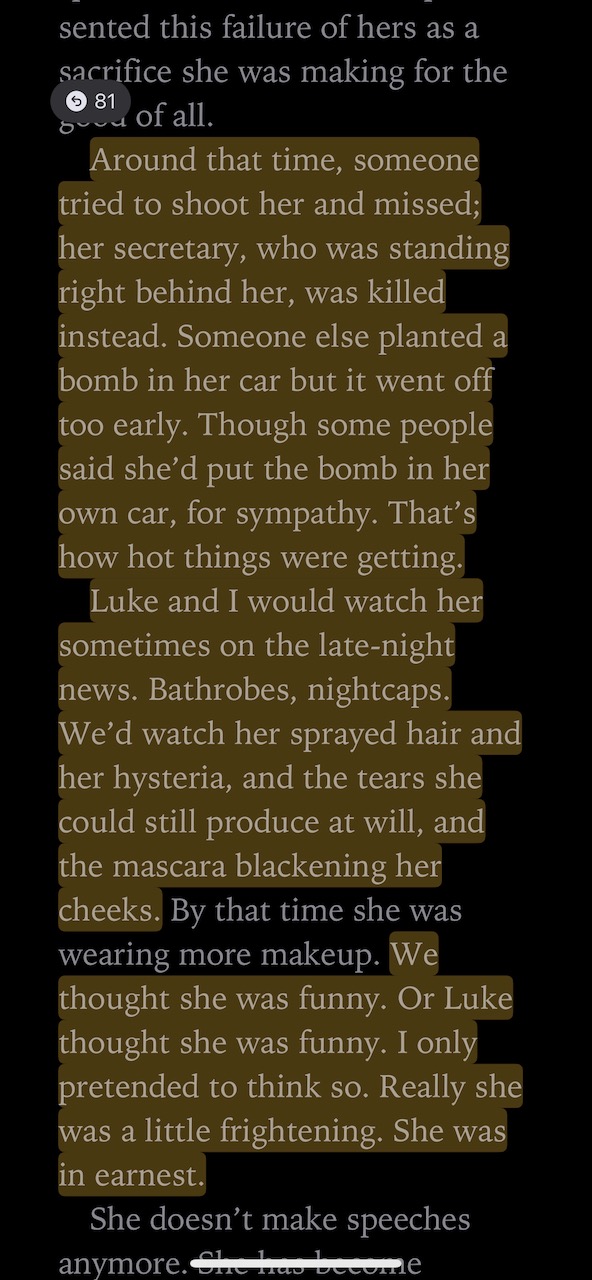 sented this failure of hers as a
sacrifice she was making for the
81
good of all.
Around that time, someone
tried to shoot her and missed;
her secretary, who was standing
right behind her, was killed
instead. Someone else planted a
bomb in her car but it went off
too early. Though some people
said she’d put the bomb in her
own car, for sympathy. That’s
how hot things were getting.
Luke and I would watch her
sometimes on the late-night
news. Bathrobes, nightcaps.
We’d watch her sprayed hair and
her hysteria, and the tears she
could still produce at will, and
the mascara blackening her
cheeks. By that time she was
wearing more makeup. We
thought she was funny. Or Luke
thought she was funny. I only
pretended to think so. Really she
was a little frightening. She was
in earnest.
She doesn’t make speeches
anymore. She has become